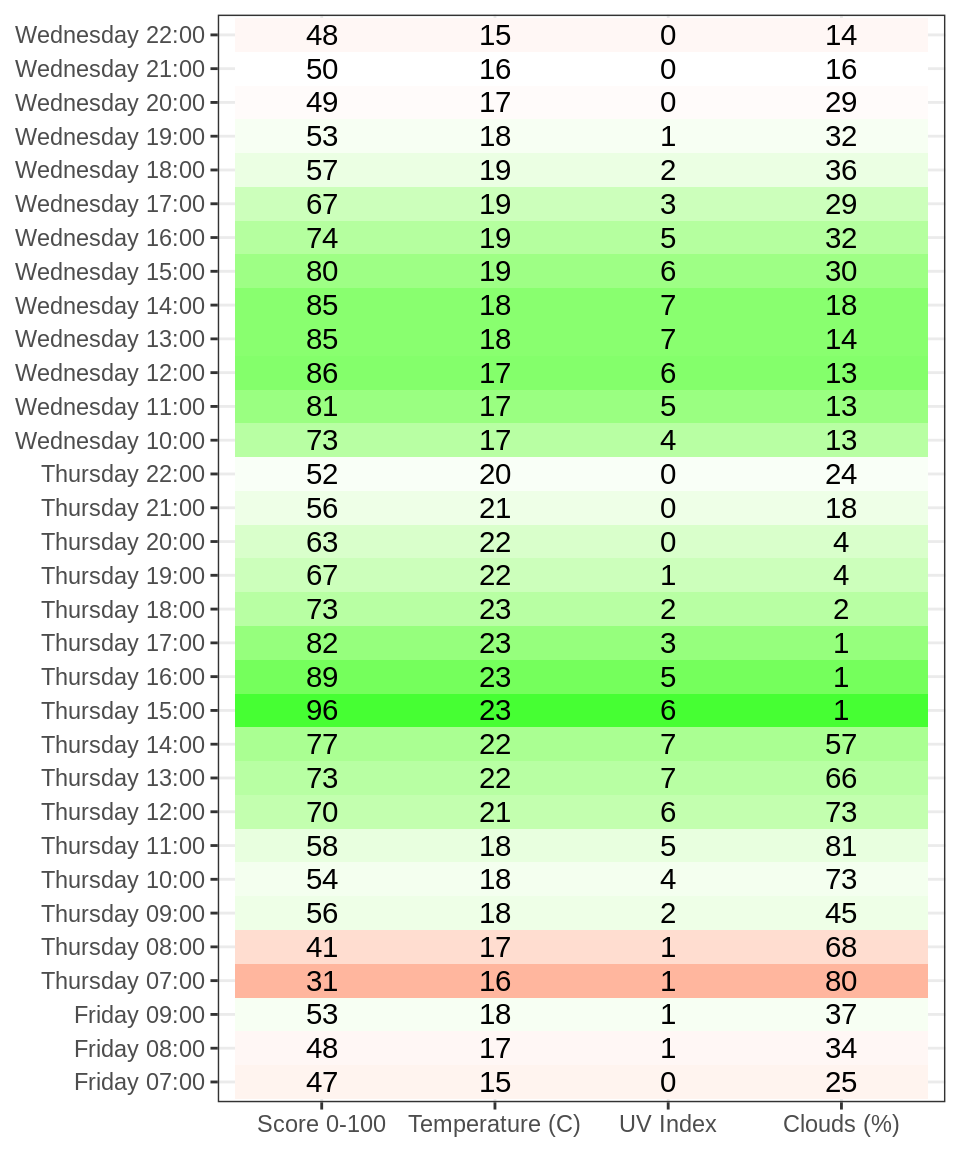 Wednesday 22:00 48 15 0 14
Wednesday 21:00 50 16 0 16
Wednesday 20:00 49 17 0 29
Wednesday 19:00 53 18 1 32
Wednesday 18:00 57 19 2 36
Wednesday 17:00 67 19 3 29
Wednesday 16:00 74 19 5 32
Wednesday 15:00 80 19 6 30
Wednesday 14:00 85 18 7 18
Wednesday 13:00 85 18 7 14
Wednesday 12:00 86 17 6 13
Wednesday 11:00 81 17 5 13
Wednesday 10:00 73 17 4 13
Thursday 22:00 52 20 0 24
Thursday 21:00 56 21 0 18
Thursday 20:00 63 22 0 4
Thursday 19:00 67 22 1 4
Thursday 18:00 73 23 2 2
Thursday 17:00 82 23 3 1
Thursday 16:00 89 23 5 1
Thursday 15:00 96 23 6 1
Thursday 14:00 77 22 7 57
Thursday 13:00 73 22 7 66
Thursday 12:00 70 21 6 73
Thursday 11:00 58 18 5 81
Thursday 10:00 54 18 4 73
Thursday 09:00 56 18 2 45
Thursday 08:00 41 17 1 68
Thursday 07:00 31 16 1 80
Friday 09:00 53 18 1 37
Friday 08:00 48 17 1 34
Friday 07:00 47 15 0 25
Score 0-100 Temperature (C) UV Index Clouds (%)